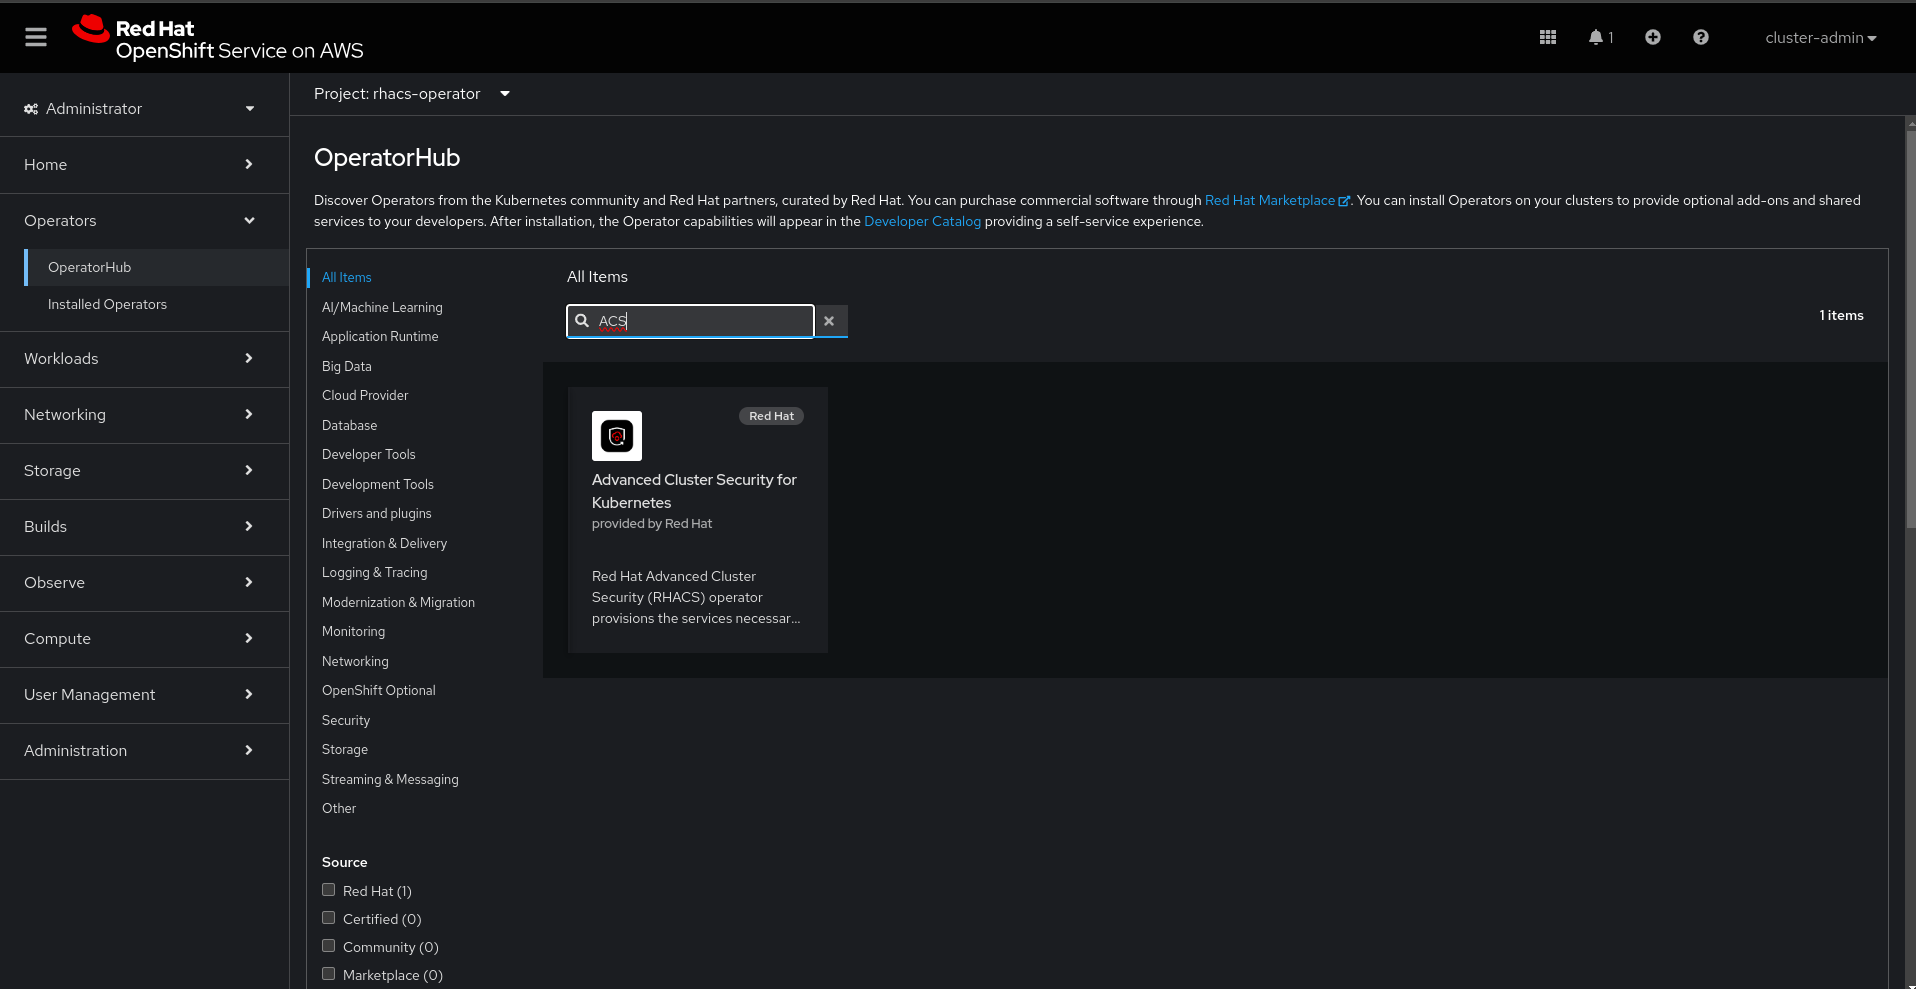 Red Hat
OpenShift Service on AWS
1
cluster-admin
Administrator
Home
Operators
OperatorHub
Installed Operators
Workloads
Networking
Storage
Builds
Observe
Compute
User Management
Administration
Project: rhacs-operator
OperatorHub
Discover Operators from the Kubernetes community and Red Hat partners, curated by Red Hat. You can purchase commercial software through Red Hat Marketplace. You can install Operators on your clusters to provide optional add-ons and shared
services to your developers. After installation, the Operator capabilities will appear in the Developer Catalog providing a self-service experience.
All Items
AI/Machine Learning
Application Runtime
Big Data
Cloud Provider
Database
Developer Tools
Development Tools
Drivers and plugins
Integration & Delivery
Logging & Tracing
Modernization & Migration
Monitoring
Networking
OpenShift Optional
Security
Storage
Streaming & Messaging
Other
Source
Red Hat (1)
Certified (0)
Community (0)
Marketplace (0)
All Items
ACS
1 items
Red Hat
Advanced Cluster Security for
Kubernetes
provided by Red Hat
Red Hat Advanced Cluster
Security (RHACS) operator
provisions the services necessar...